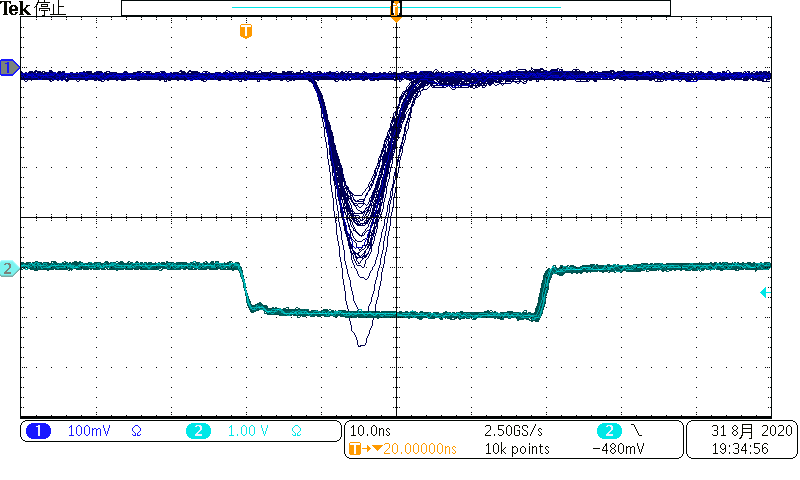 Tek 停止
T
1
2
1 100mV Ω 2 1.00 V Ω
10.0ns 2.50GS/s 2
T→▼20.00000ns 10k points −480mV
31 8月 2020
19:34:56